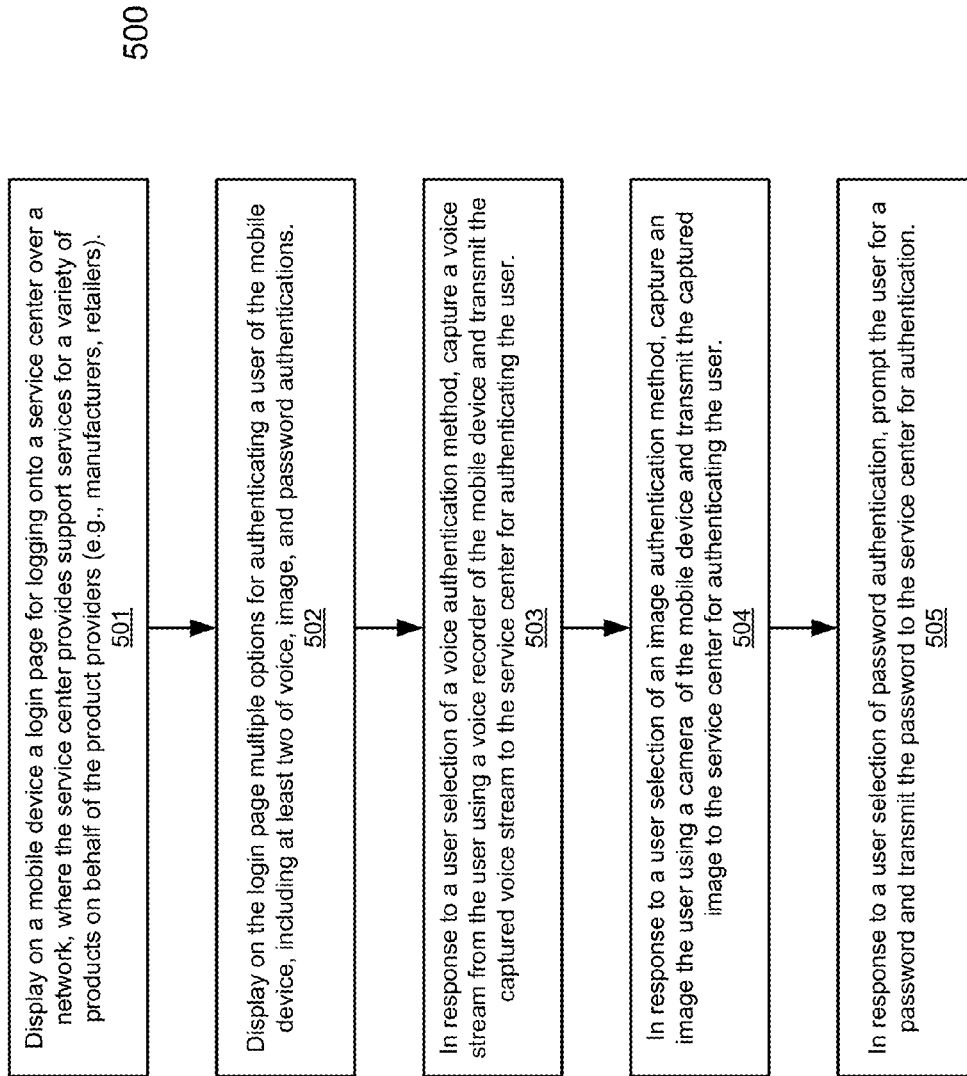 500
Display on a mobile device a login page for logging onto a service center over a
network, where the service center provides support services for a variety of
products on behalf of the product providers (e.g., manufacturers, retailers).
501
Display on the login page multiple options for authenticating a user of the mobile
device, including at least two of voice, image, and password authentications.
502
In response to a user selection of a voice authentication method, capture a voice
stream from the user using a voice recorder of the mobile device and transmit the
captured voice stream to the service center for authenticating the user.
503
In response to a user selection of an image authentication method, capture an
image the user using a camera of the mobile device and transmit the captured
image to the service center for authenticating the user.
504
In response to a user selection of password authentication, prompt the user for a
password and transmit the password to the service center for authentication.
505